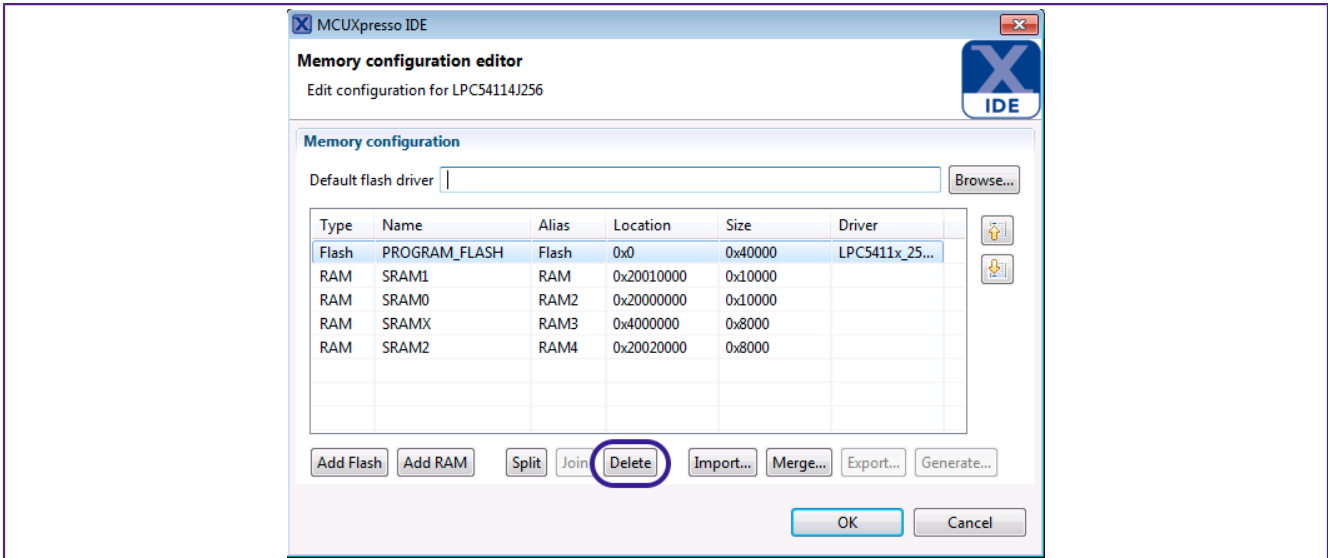 MCUXpresso IDE
Memory configuration editor
Edit configuration for LPC54114J256
IDE
Memory configuration
Default flash driver Browse...
Type Name Alias Location Size Driver
Flash PROGRAM_FLASH Flash 0x0 0x40000 LPC5411x_25...
RAM SRAM1 RAM 0x20010000 0x10000
RAM SRAM0 RAM2 0x20000000 0x10000
RAM SRAMX RAM3 0x4000000 0x8000
RAM SRAM2 RAM4 0x20020000 0x8000
Add Flash Add RAM Split Join Delete Import... Merge... Export... Generate...
OK Cancel